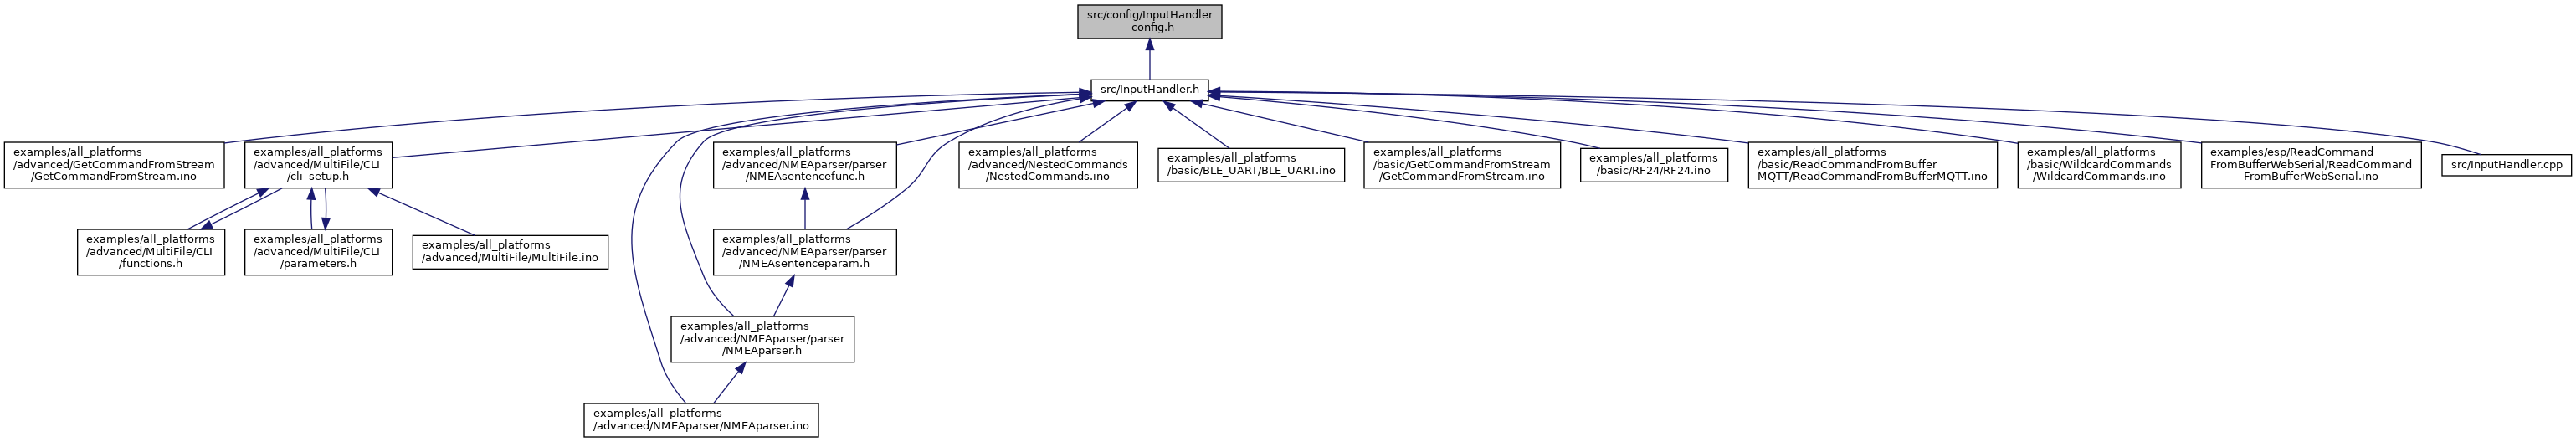 src/config/InputHandler
_config.h
src/InputHandler.h
examples/all_platforms
/advanced/GetCommandFromStream
/GetCommandFromStream.ino
examples/all_platforms
/advanced/MultiFile/CLI
/cli_setup.h
examples/all_platforms
/advanced/NMEAparser/parser
/NMEAsentencefunc.h
examples/all_platforms
/advanced/NestedCommands
/NestedCommands.ino
examples/all_platforms
/basic/BLE_UART/BLE_UART.ino
examples/all_platforms
/basic/GetCommandFromStream
/GetCommandFromStream.ino
examples/all_platforms
/basic/RF24/RF24.ino
examples/all_platforms
/basic/ReadCommandFromBuffer
MQTT/ReadCommandFromBufferMQTT.ino
examples/all_platforms
/basic/WildcardCommands
/WildcardCommands.ino
examples/esp/ReadCommand
FromBufferWebSerial/ReadCommand
FromBufferWebSerial.ino
src/InputHandler.cpp
examples/all_platforms
/advanced/MultiFile/CLI
/functions.h
examples/all_platforms
/advanced/MultiFile/CLI
/parameters.h
examples/all_platforms
/advanced/MultiFile/MultiFile.ino
examples/all_platforms
/advanced/NMEAparser/parser
/NMEAsentenceparam.h
examples/all_platforms
/advanced/NMEAparser/parser
/NMEAparser.h
examples/all_platforms
/advanced/NMEAparser/NMEAparser.ino